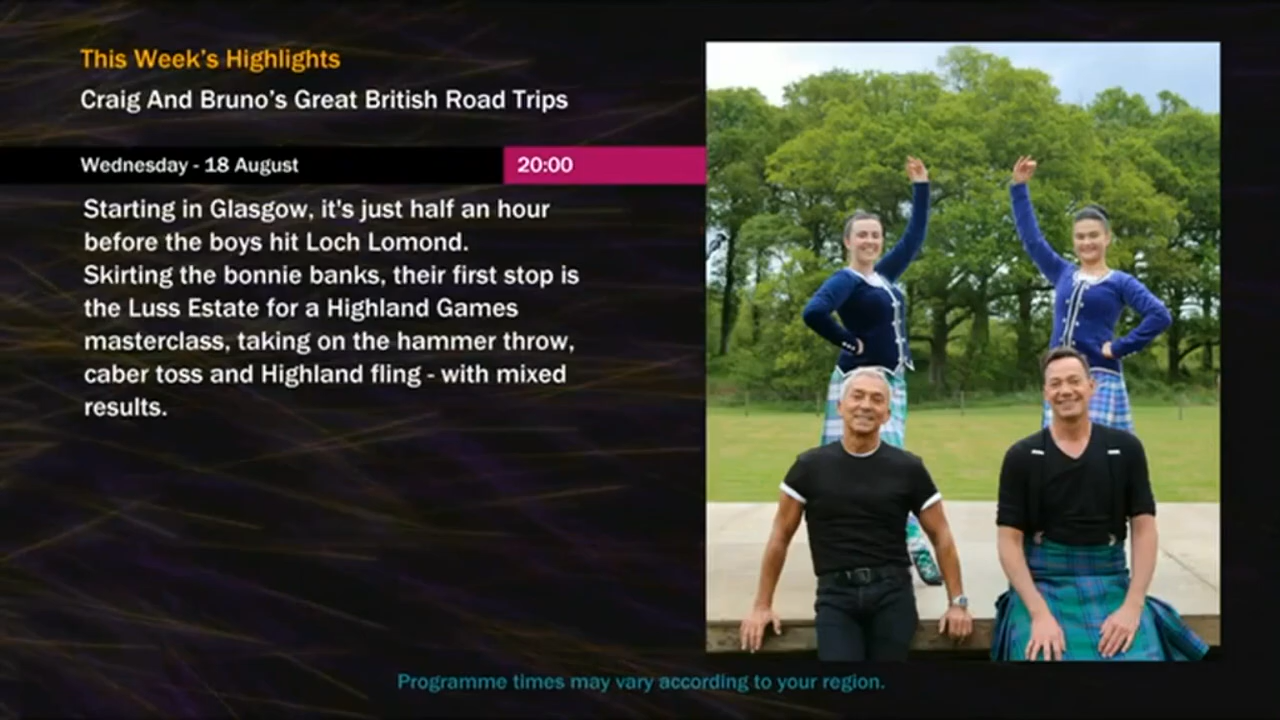 This Week's Highlights
Craig And Bruno's Great British Road Trips
Wednesday - 18 August
20:00
Starting in Glasgow, it's just half an hour
before the boys hit Loch Lomond.
Skirting the bonnie banks, their first stop is
the Luss Estate for a Highland Games
masterclass, taking on the hammer throw,
caber toss and Highland fling - with mixed
results.
Programme times may vary according to your region.